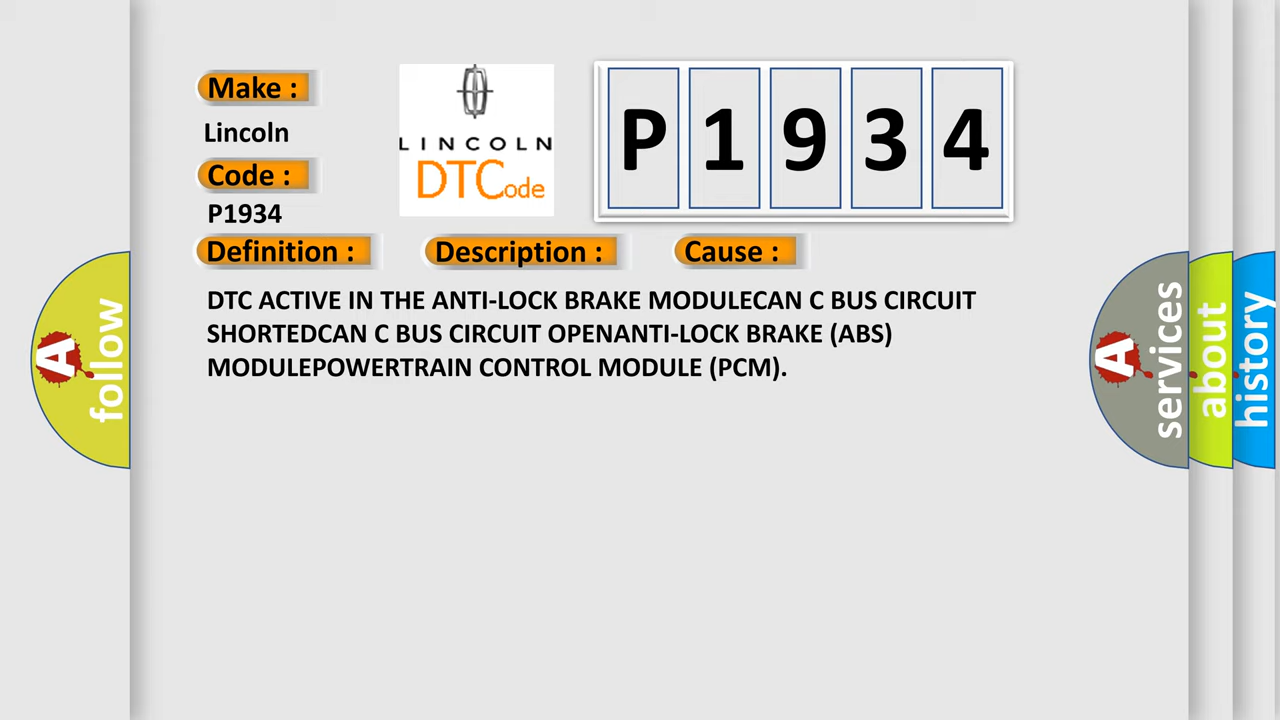 Make :
Lincoln
Code :
P1934
LINCOLN
DTCode
P 1 9 3 4
Definition :
Description :
Cause :
DTC ACTIVE IN THE ANTI-LOCK BRAKE MODULECAN C BUS CIRCUIT
SHORTEDCAN C BUS CIRCUIT OPENANTI-LOCK BRAKE (ABS)
MODULEPOWERTRAIN CONTROL MODULE (PCM).
A
follow
A
services
about
history